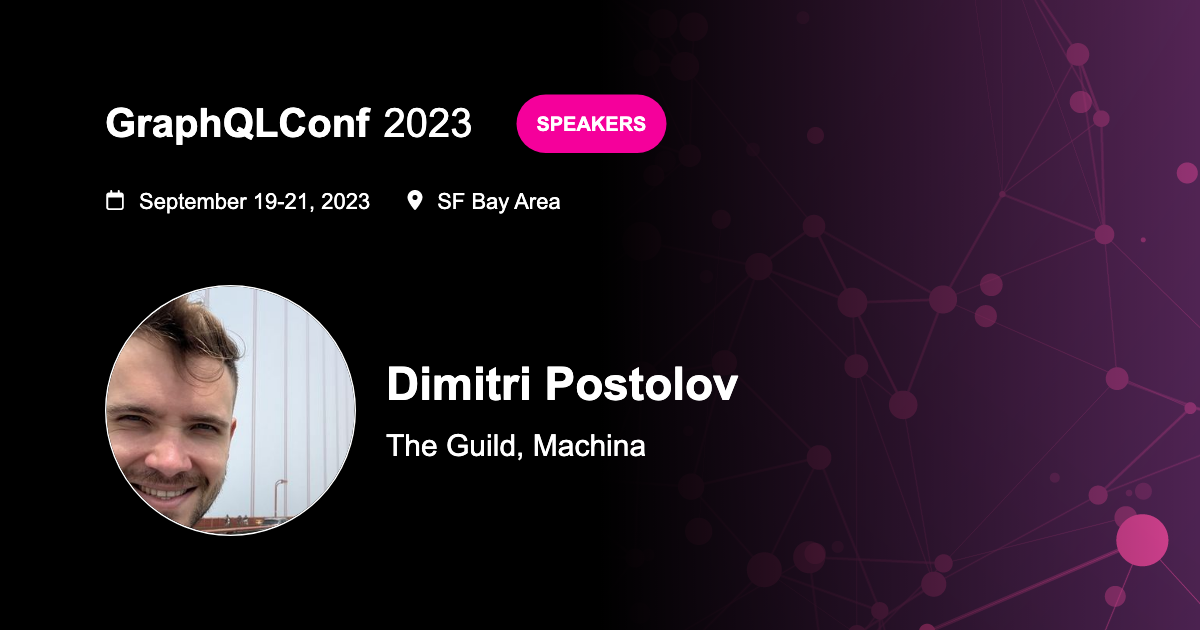 GraphQLConf 2023
SPEAKERS
September 19-21, 2023
SF Bay Area
Dimitri Postolov
The Guild, Machina